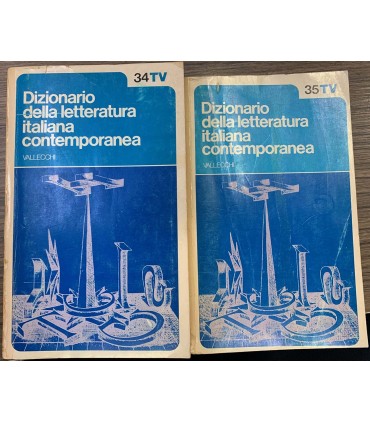 34TV
Dizionario
della letteratura
italiana
contemporanea
VALLECCHI
35TV
Dizionario
della letteratura
italiana
contemporanea
VALLECCHI